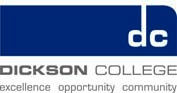 dc
DICKSON COLLEGE
excellence opportunity community